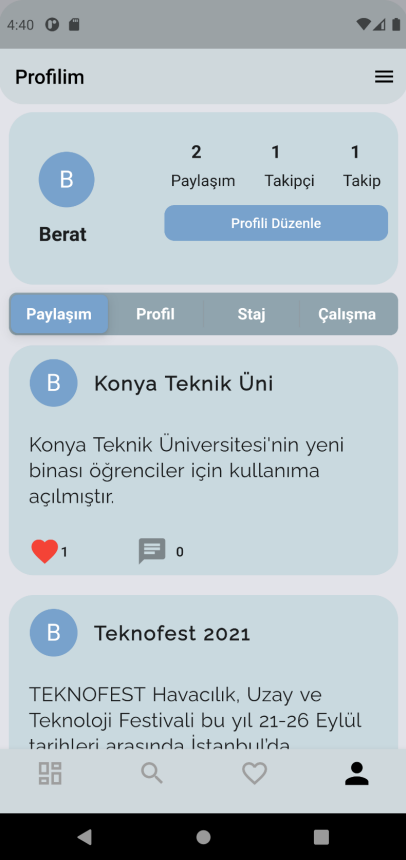 4:40
Profilim
B
Berat
2
1
1
Paylaşım
Takipçi
Takip
Profili Düzenle
Paylaşım
Profil
Staj
Çalışma
B
Konya Teknik Üni
Konya Teknik Üniversitesi'nin yeni
binası öğrenciler için kullanıma
açılmıştır.
1
0
B
Teknofest 2021
TEKNOFEST Havacılık, Uzay ve
Teknoloji Festivali bu yıl 21-26 Eylül
tarihleri arasında İstanbul'da